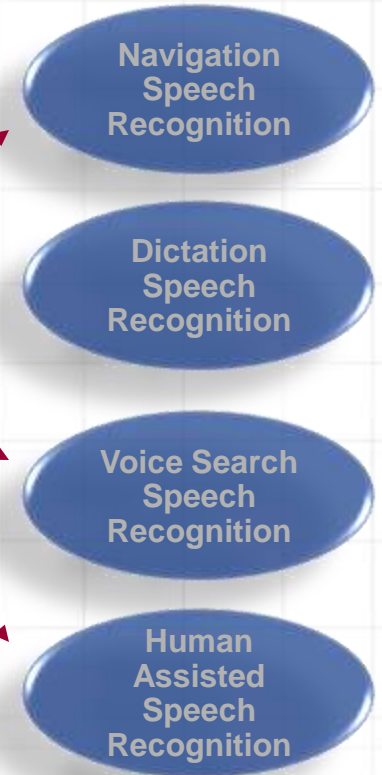 Navigation
Speech
Recognition
Dictation
Speech
Recognition
Voice Search
Speech
Recognition
Human
Assisted
Speech
Recognition